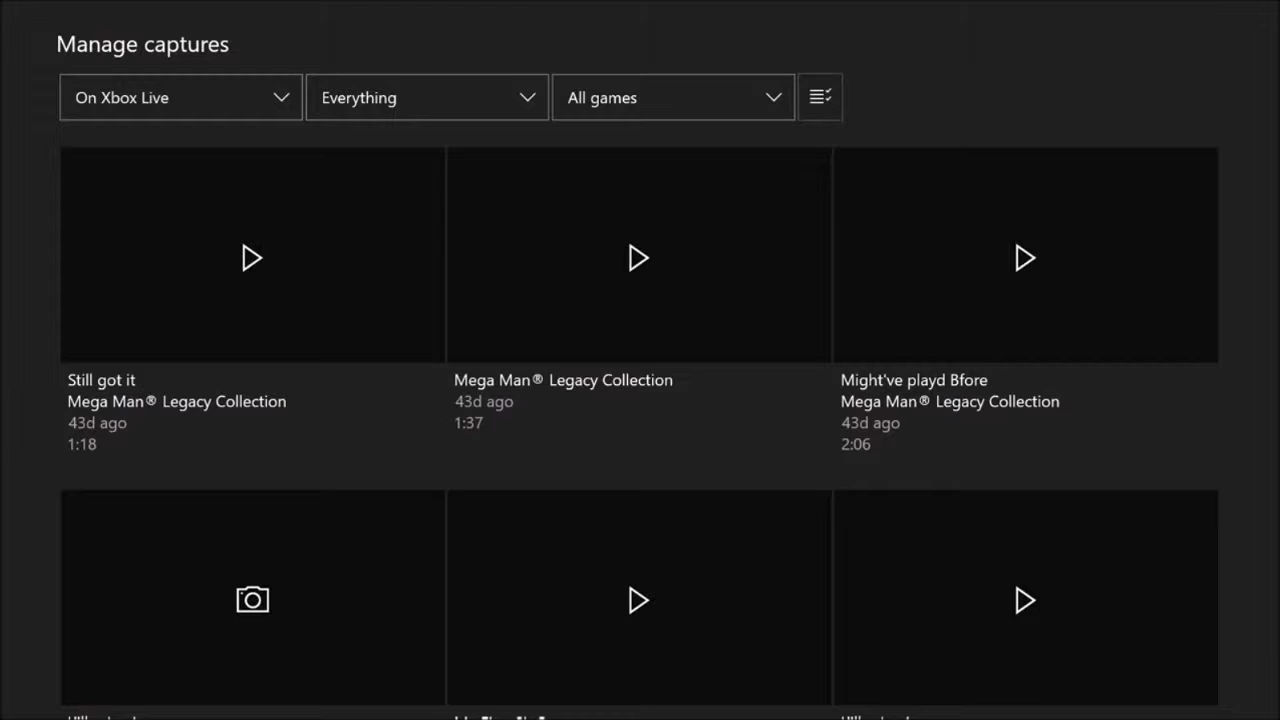 Manage captures
On Xbox Live
Everything
All games
Still got it
Mega Man® Legacy Collection
43d ago
1:18
Mega Man® Legacy Collection
43d ago
1:37
Might've playd Bfore
Mega Man® Legacy Collection
43d ago
2:06